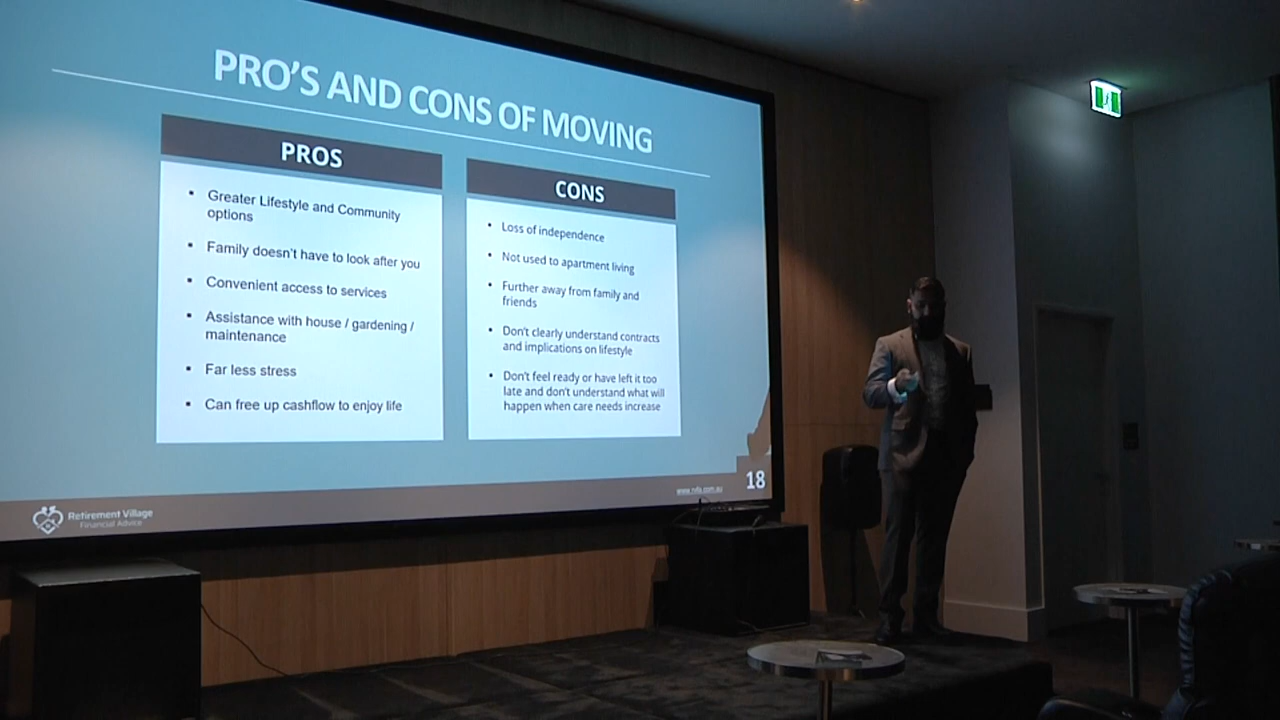 PRO'S AND CONS OF MOVING
PROS
Greater Lifestyle and Community
options
Family doesn't have to look after you
Convenient access to services
Assistance with house / gardening /
maintenance
Far less stress
Can free up cashflow to enjoy life
CONS
Loss of independence
Not used to apartment living
Further away from family and
friends
Don't clearly understand contracts
and implications on lifestyle
Don't feel ready or have left it too
late and don't understand what will
happen when care needs increase
Retirement Village
Financial Advice
18